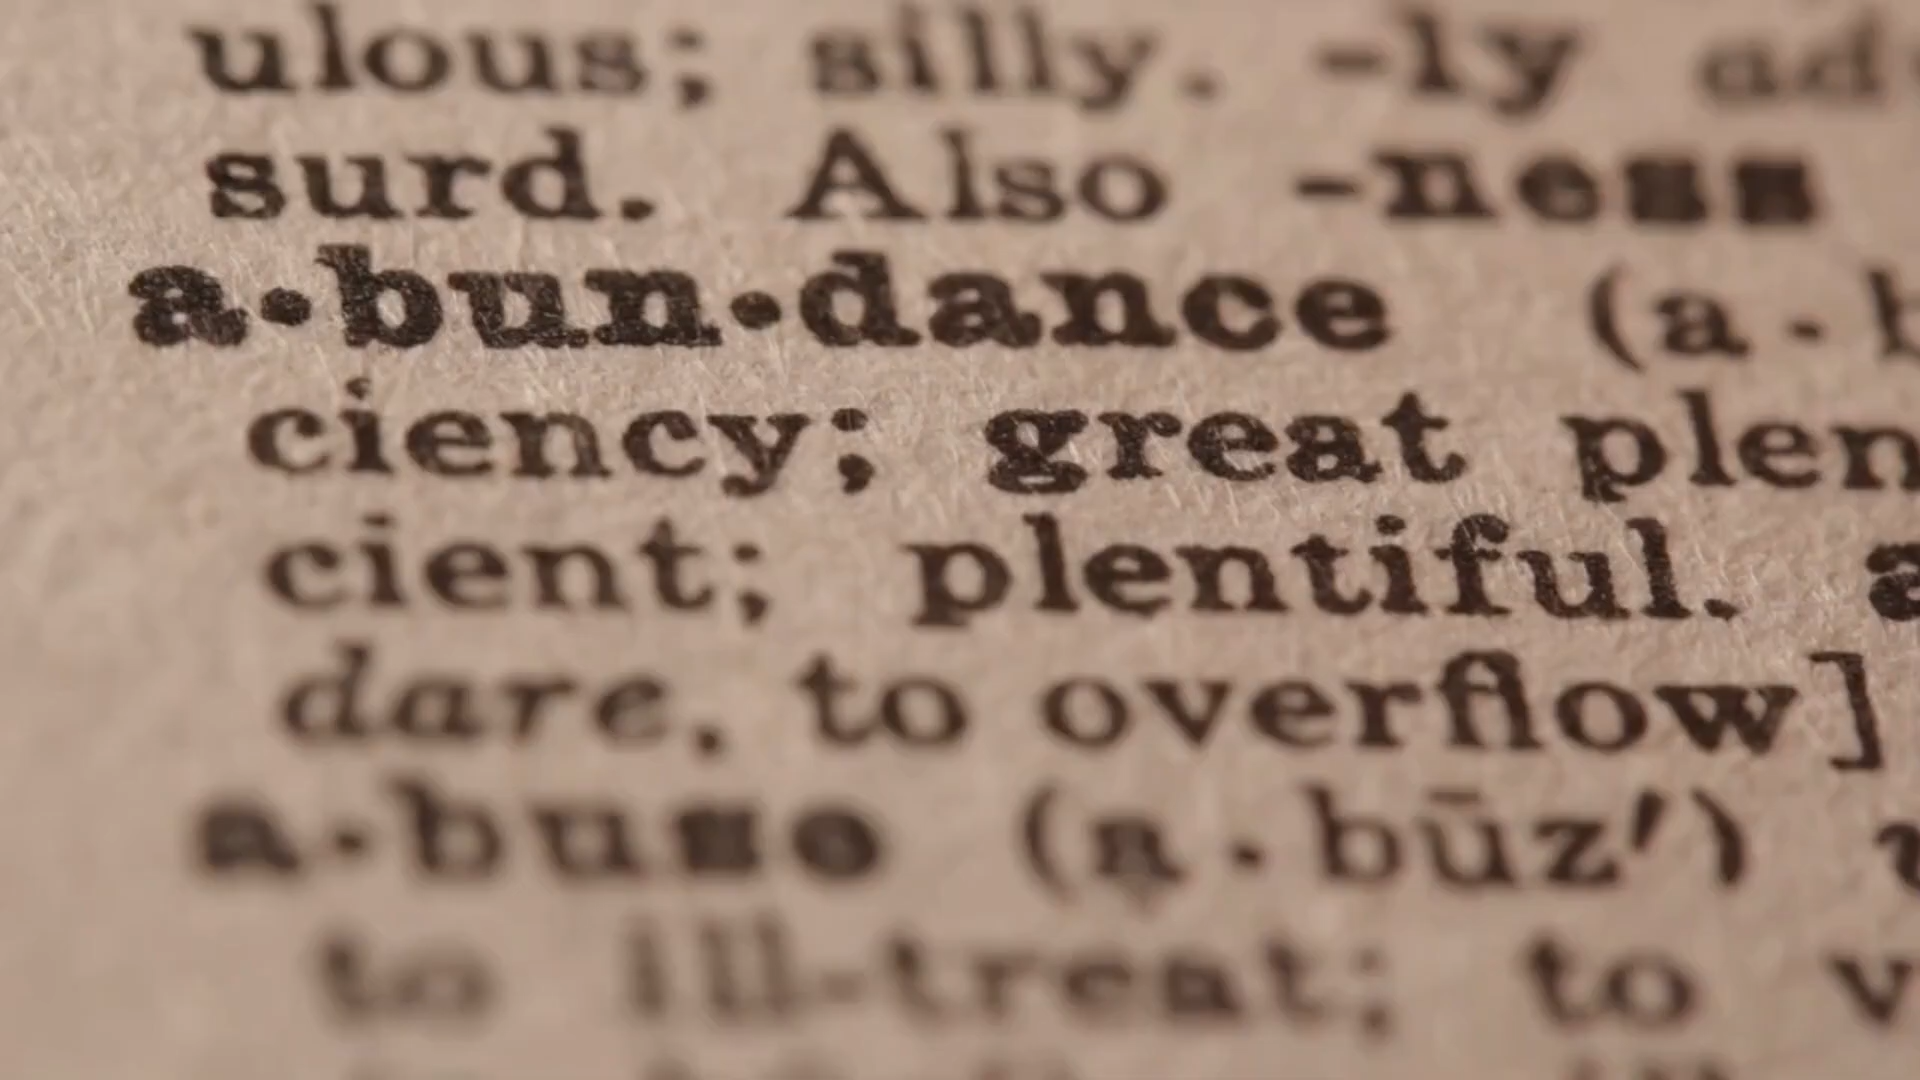 ulous; silly. -ly ad
surd. Also -ness
a·bun·dance (a·b
ciency; great plen
cient; plentiful. a
dare, to overflow]
a·buse (a·būz′) v
to ill-treat; to v